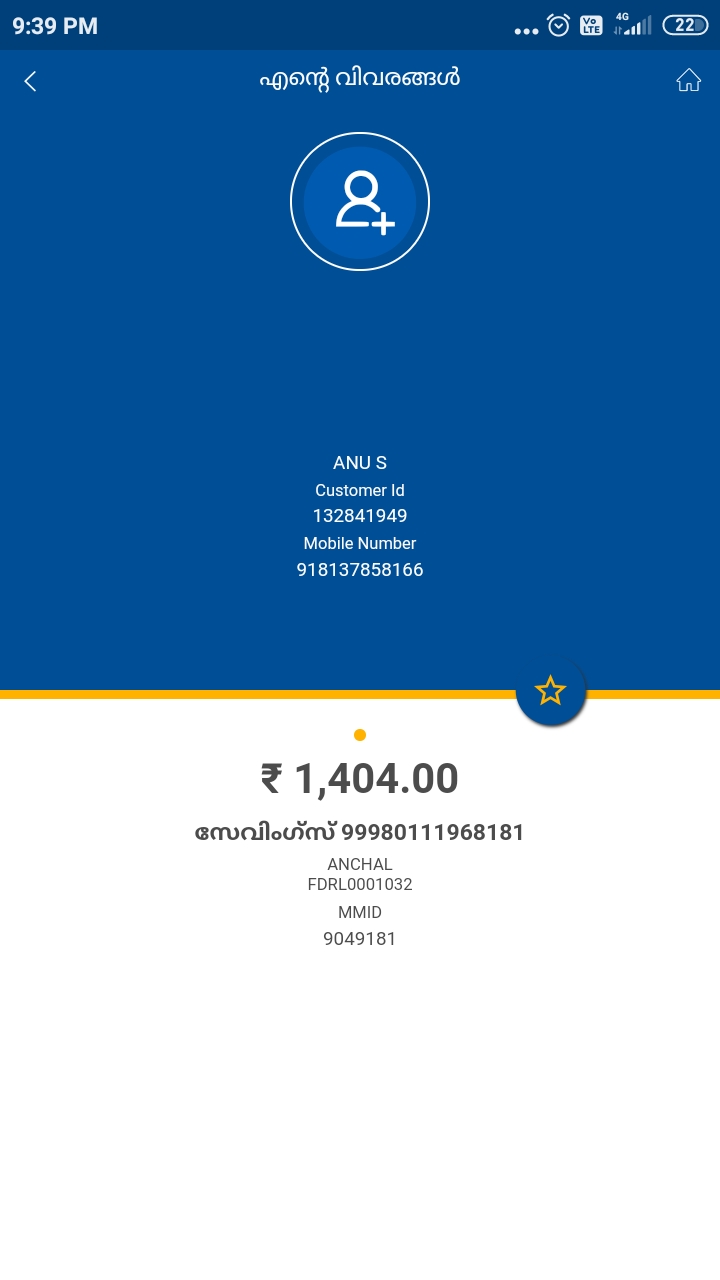 9:39 PM
Vo LTE
4G
22
എന്റെ വിവരങ്ങൾ
ANU S
Customer Id
132841949
Mobile Number
918137858166
₹ 1,404.00
സേവിംഗ്സ് 99980111968181
ANCHAL
FDRL0001032
MMID
9049181